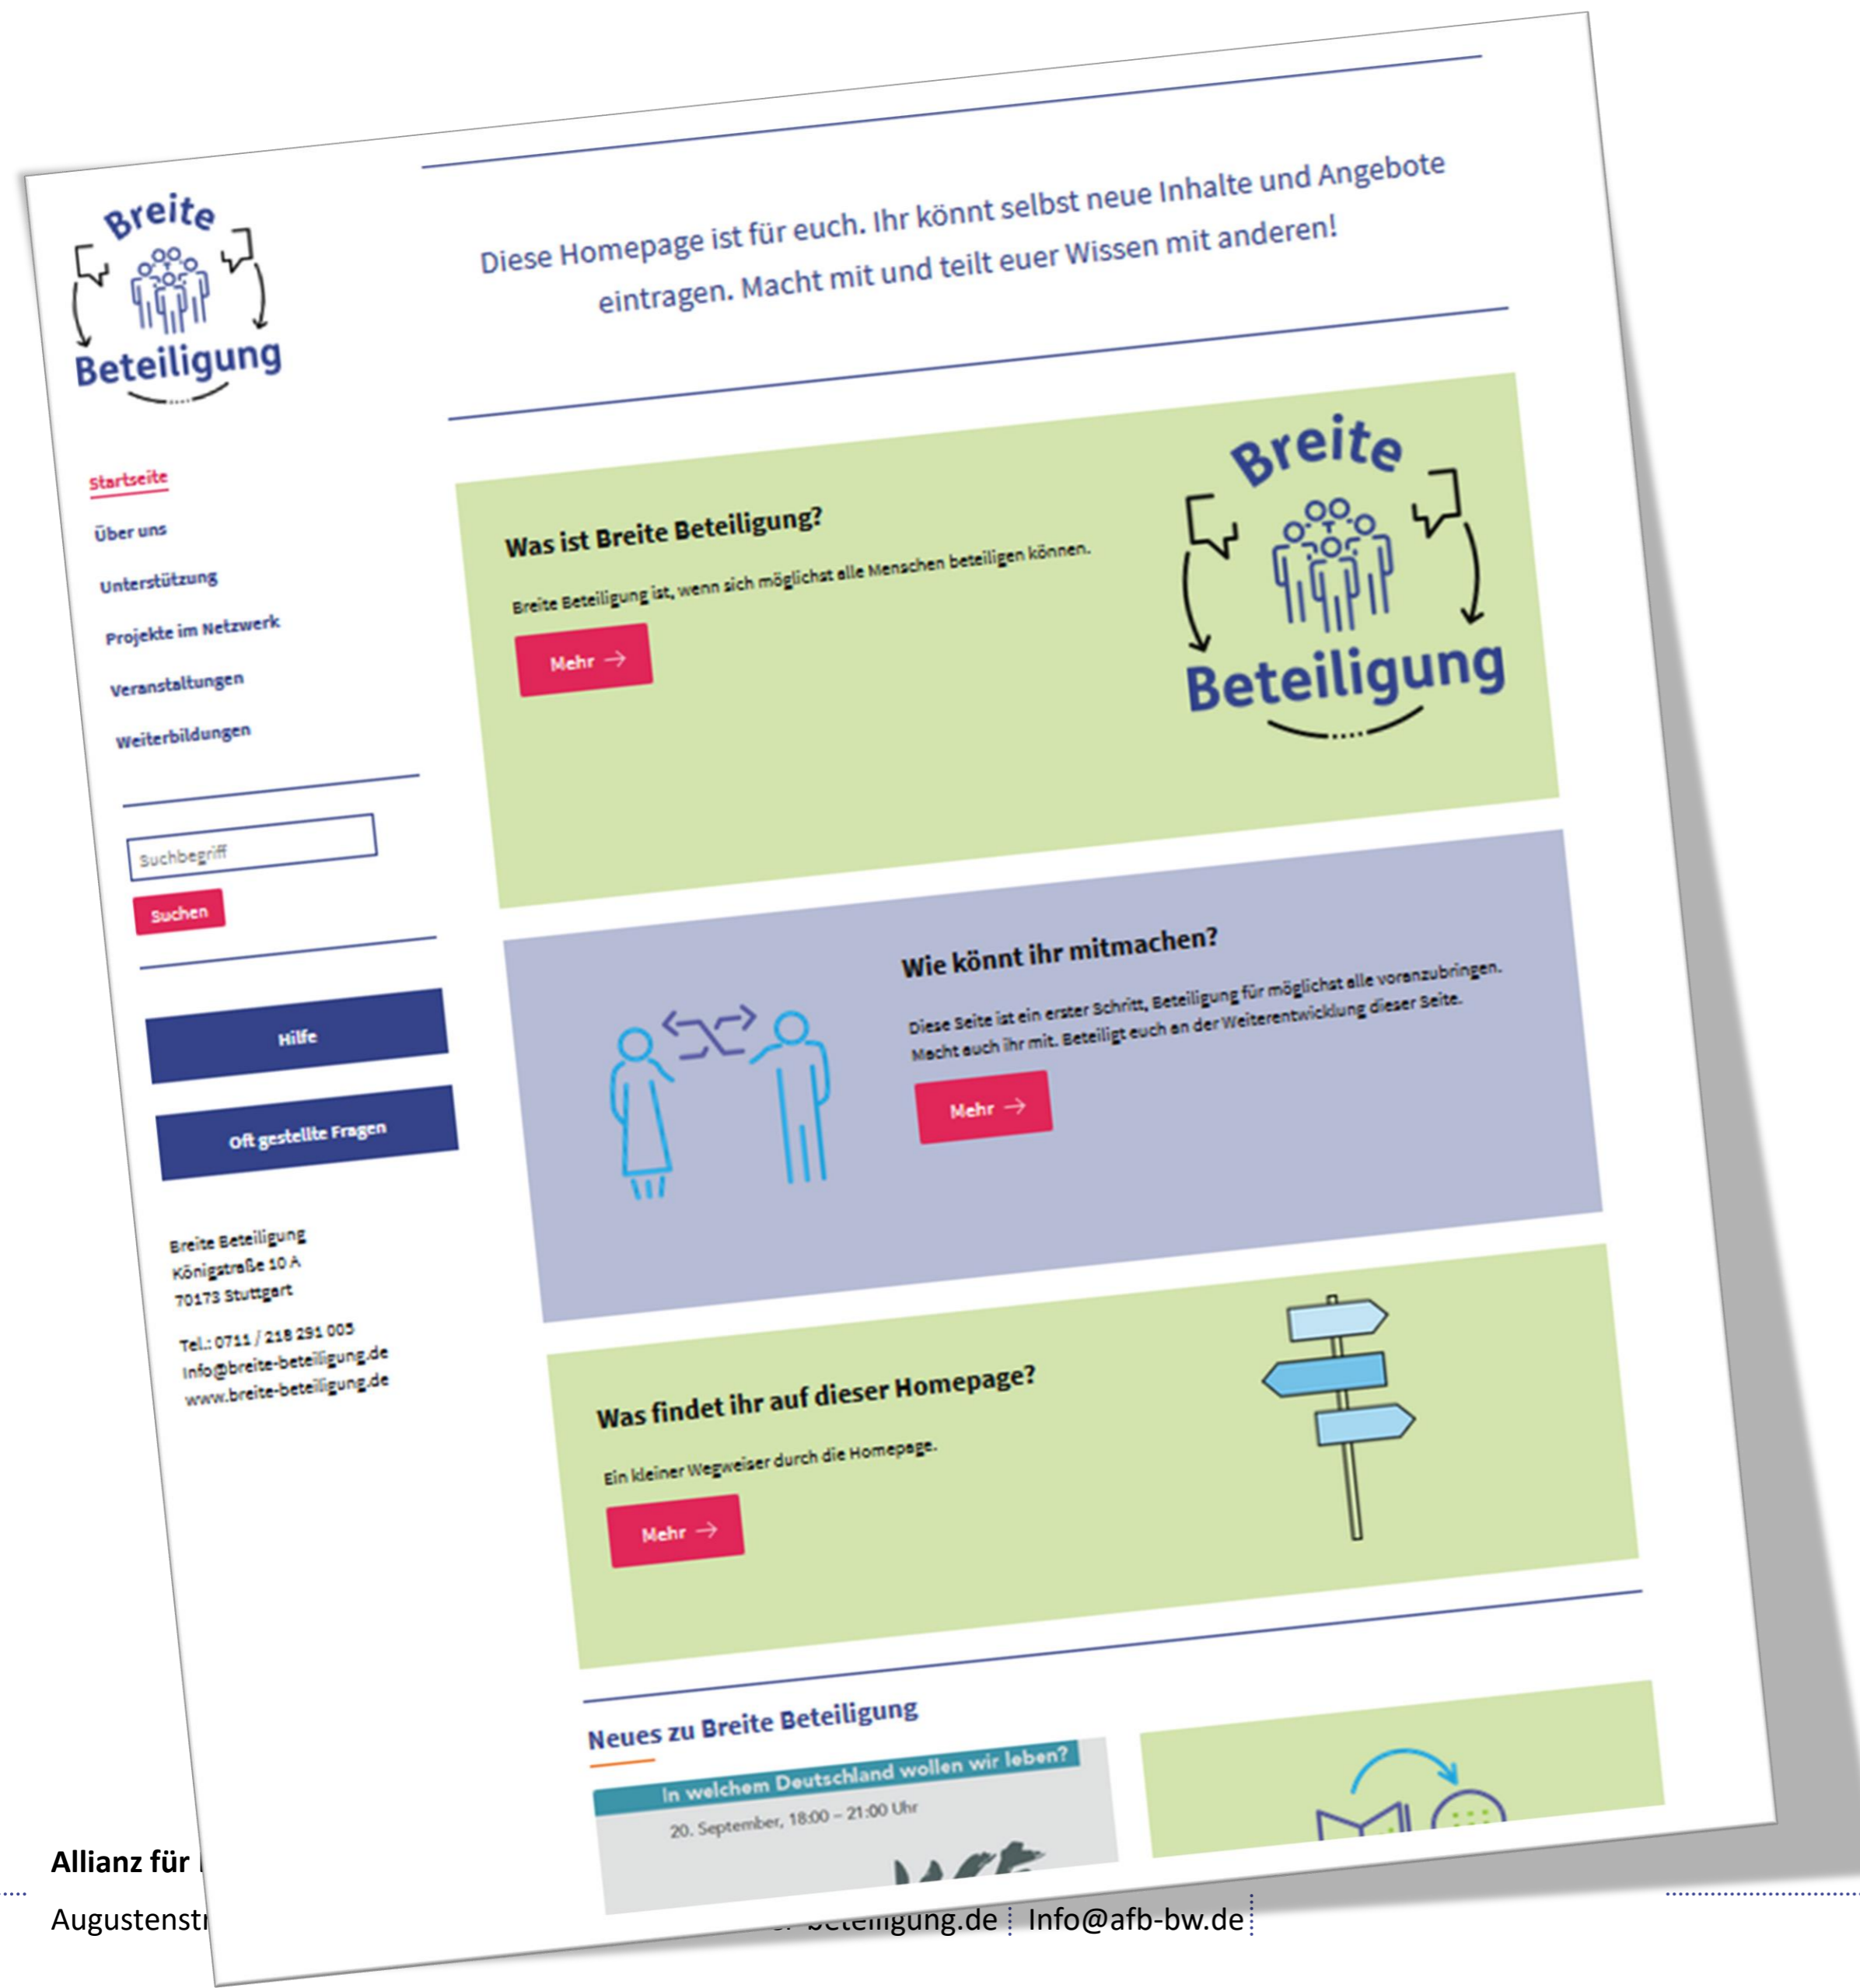 Breite
Beteiligung
Startseite
Über uns
Unterstützung
Projekte im Netzwerk
Veranstaltungen
Weiterbildungen
Suchbegriff
Suchen
Hilfe
Oft gestellte Fragen
Breite Beteiligung
Königstraße 10 A
70173 Stuttgart
Tel.: 0711 / 218 291 005
Info@breite-beteiligung.de
www.breite-beteiligung.de
Diese Homepage ist für euch. Ihr könnt selbst neue Inhalte und Angebote
eintragen. Macht mit und teilt euer Wissen mit anderen!
Was ist Breite Beteiligung?
Breite Beteiligung ist, wenn sich möglichst alle Menschen beteiligen können.
Mehr →
Breite
Beteiligung
Wie könnt ihr mitmachen?
Diese Seite ist ein erster Schritt, Beteiligung für möglichst alle voranzubringen.
Macht auch ihr mit. Beteiligt euch an der Weiterentwicklung dieser Seite.
Mehr →
Was findet ihr auf dieser Homepage?
Ein kleiner Wegweiser durch die Homepage.
Mehr →
Neues zu Breite Beteiligung
In welchem Deutschland wollen wir leben?
20. September, 18:00 – 21:00 Uhr
Allianz für
Augustenst
beteiligung.de Info@afb-bw.de